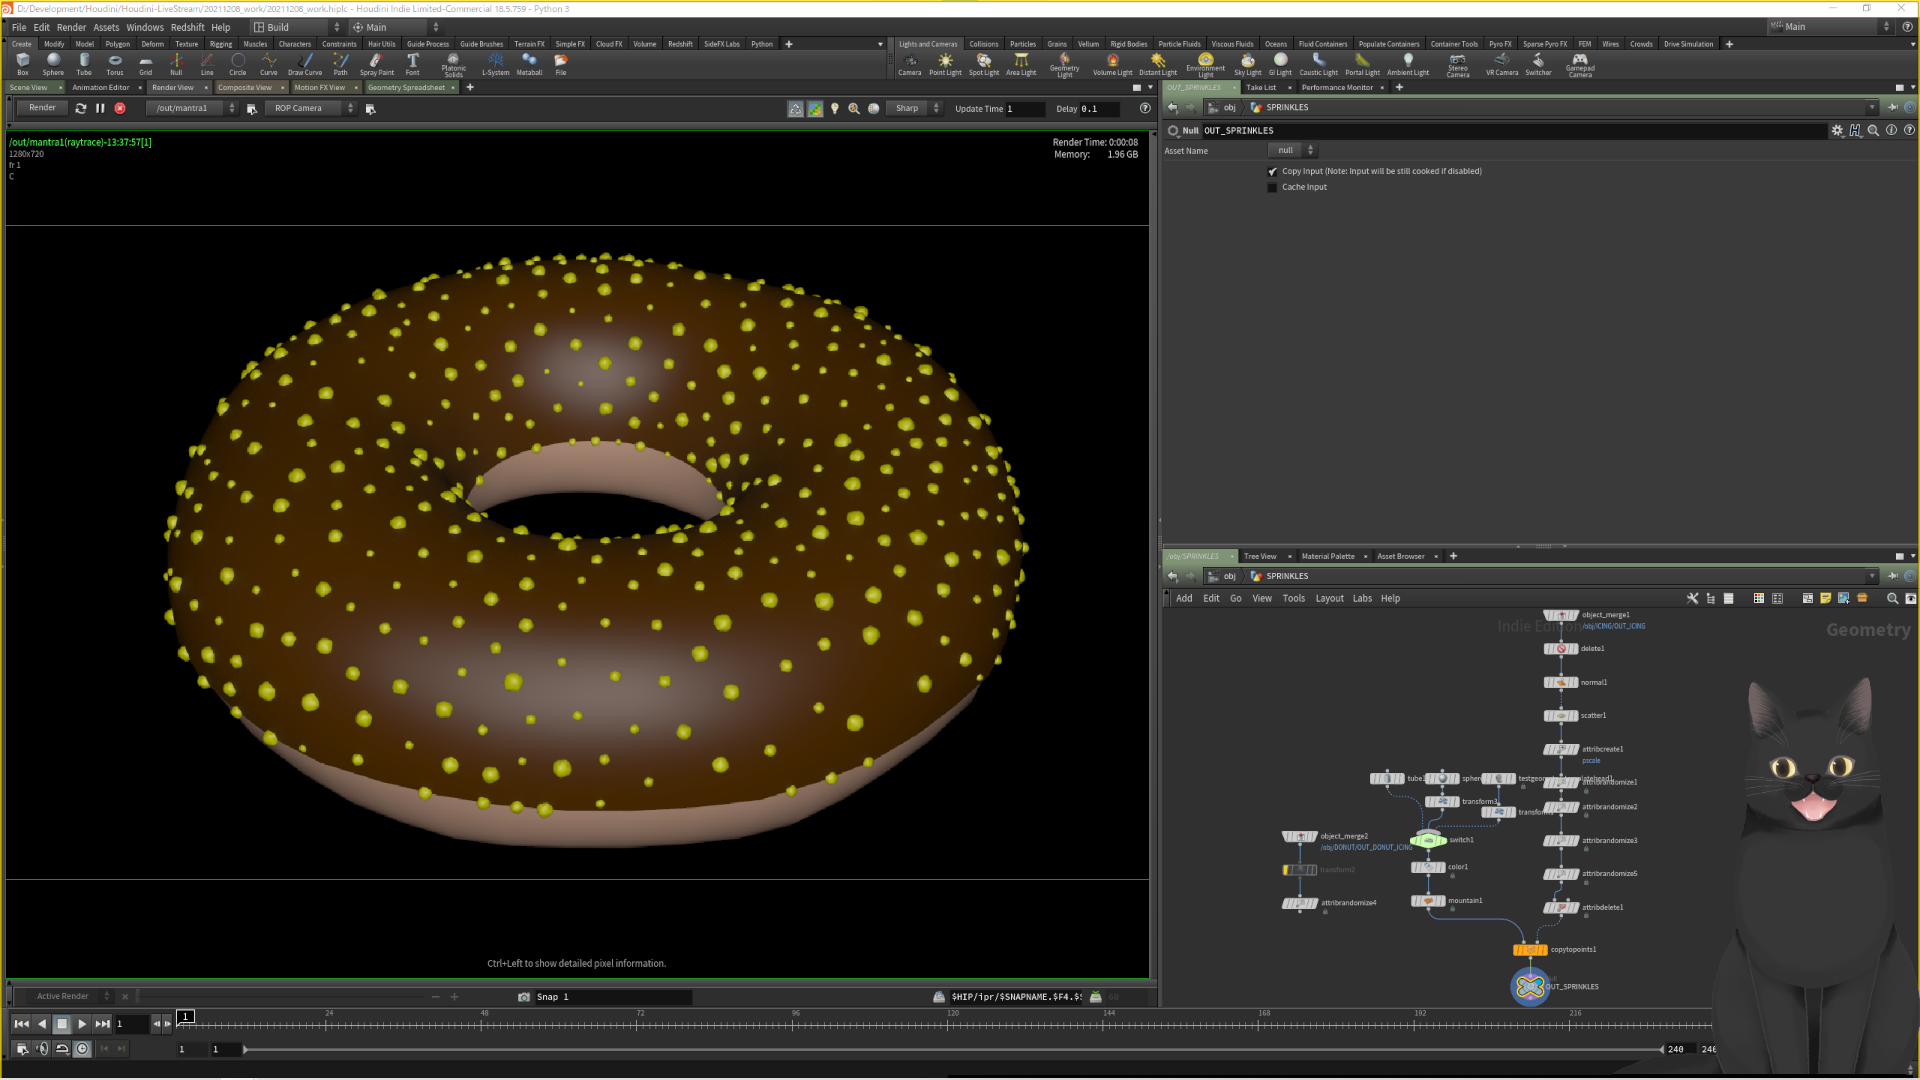 D:/Development/Houdini/Houdini-LiveStream/20211208_work/20211208_work.hiplc - Houdini Indie Limited-Commercial 18.5.759 - Python 3
File Edit Render Assets Windows Redshift Help Build Main Main
Create Modify Model Polygon Deform Texture Rigging Muscles Characters Constraints Hair Utils Guide Process Guide Brushes Terrain FX Simple FX Cloud FX Volume Redshift SideFX Labs Python
Lights and Cameras Collisions Particles Grains Vellum Rigid Bodies Particle Fluids Viscous Fluids Oceans Fluid Containers Populate Containers Container Tools Pyro FX Sparse Pyro FX FEM Wires Crowds Drive Simulation
Box Sphere Tube Torus Grid Null Line Circle Curve Draw Curve Path Spray Paint Font Platonic Solids L-System Metaball File
Camera Point Light Spot Light Area Light Geometry Light Volume Light Distant Light Environment Light Sky Light GI Light Caustic Light Portal Light Ambient Light Stereo Camera VR Camera Switcher Gamepad Camera
Scene View Animation Editor Render View Composite View Motion FX View Geometry Spreadsheet
OUT_SPRINKLES Take List Performance Monitor
Render /out/mantra1 ROP Camera Sharp Update Time 1 Delay 0.1
obj SPRINKLES
Null OUT_SPRINKLES
Asset Name null
Copy Input (Note: Input will be still cooked if disabled)
Cache Input
/out/mantra1(raytrace)-13:37:57[1]
1280x720
fr 1
C
Render Time: 0:00:08
Memory: 1.96 GB
Ctrl+Left to show detailed pixel information.
/obj/SPRINKLES Tree View Material Palette Asset Browser
obj SPRINKLES
Add Edit Go View Tools Layout Labs Help
Indie Edition
Geometry
object_merge1
/obj/ICING/OUT_ICING
delete1
normal1
scatter1
attribcreate1
pscale
attribrandomize1
attribrandomize2
transform3
object_merge2
/obj/DONUT/OUT_DONUT_ICING
switch1
attribrandomize3
transform2
color1
attribrandomize5
attribrandomize4
mountain1
attribdelete1
copytopoints1
OUT_SPRINKLES
Active Render Snap 1 $HIP/ipr/$SNAPNAME.$F4.$ 60
1 1 24 48 72 96 120 144 168 192 216
1 1 240